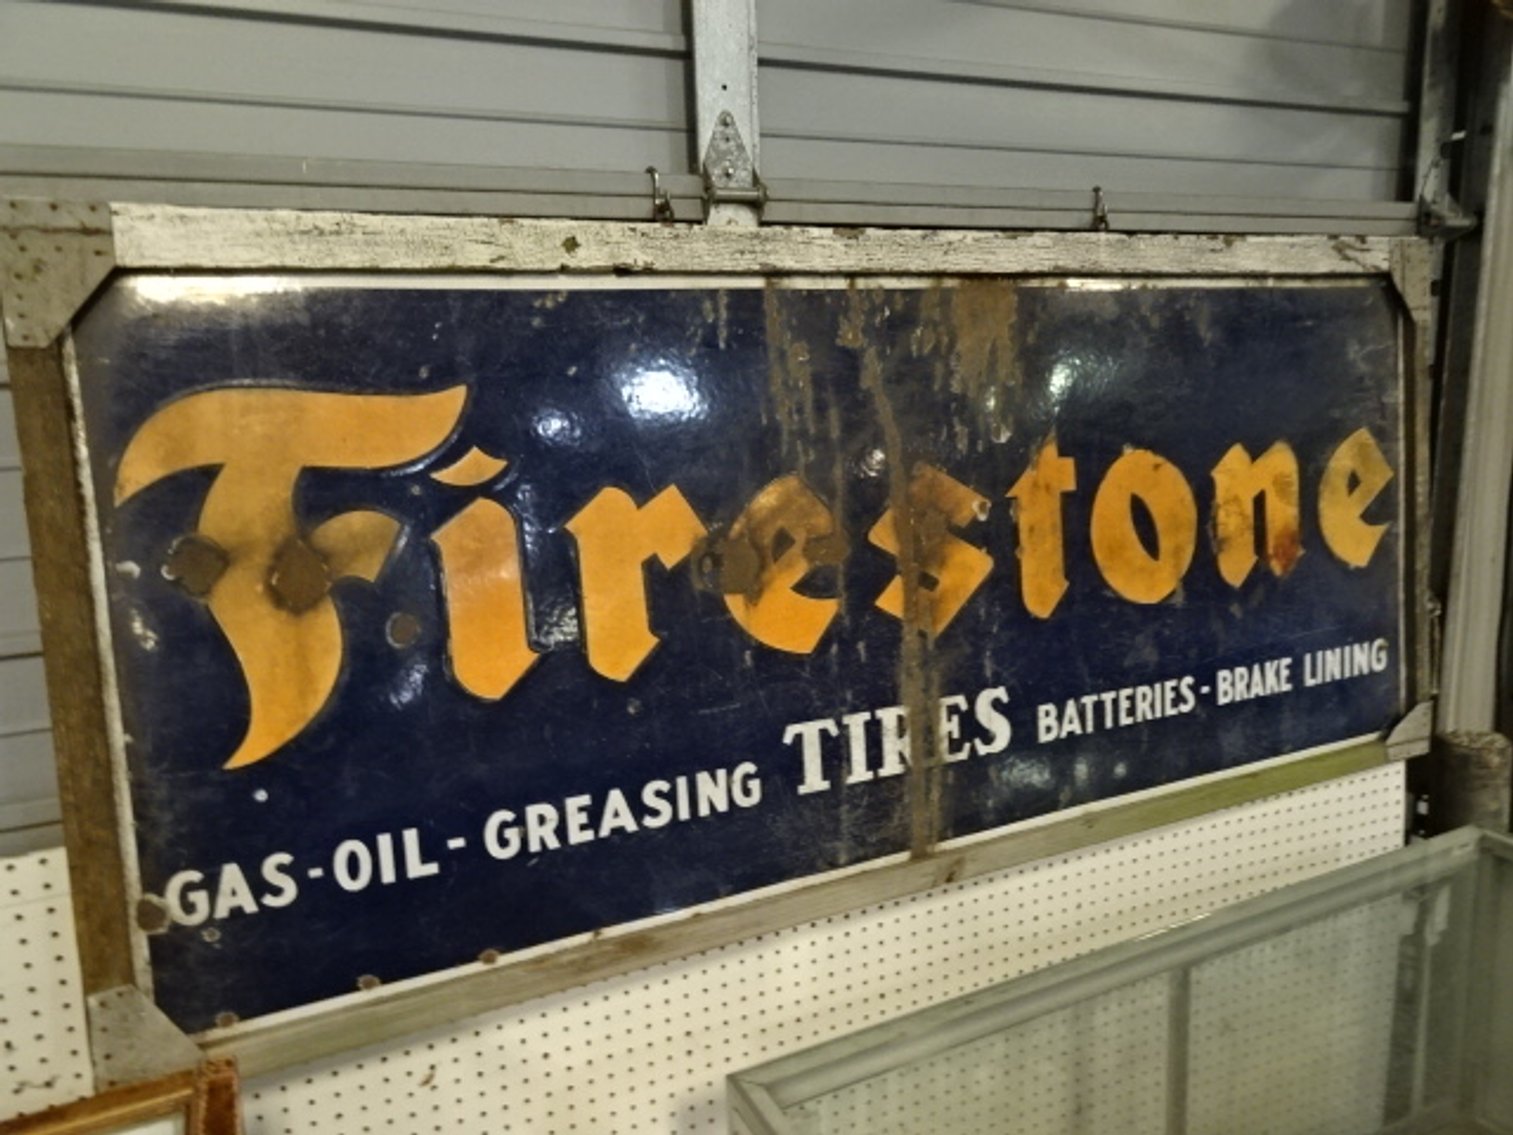 Firestone
GAS-OIL-GREASING TIRES BATTERIES-BRAKE LINING